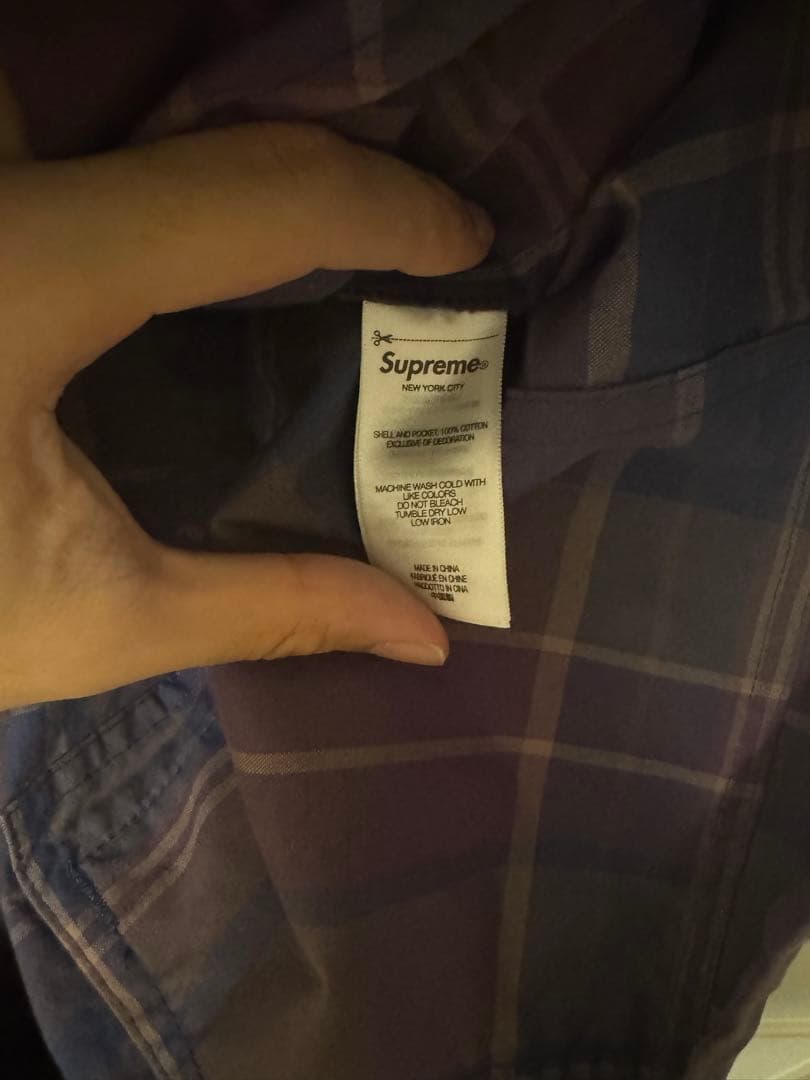 Supreme®
NEW YORK CITY
SHELL AND POCKET: 100% COTTON
EXCLUSIVE OF DECORATION
MACHINE WASH COLD WITH
LIKE COLORS
DO NOT BLEACH
TUMBLE DRY LOW
LOW IRON
MADE IN CHINA
FABRIQUÉ EN CHINE
PRODOTTO IN CINA